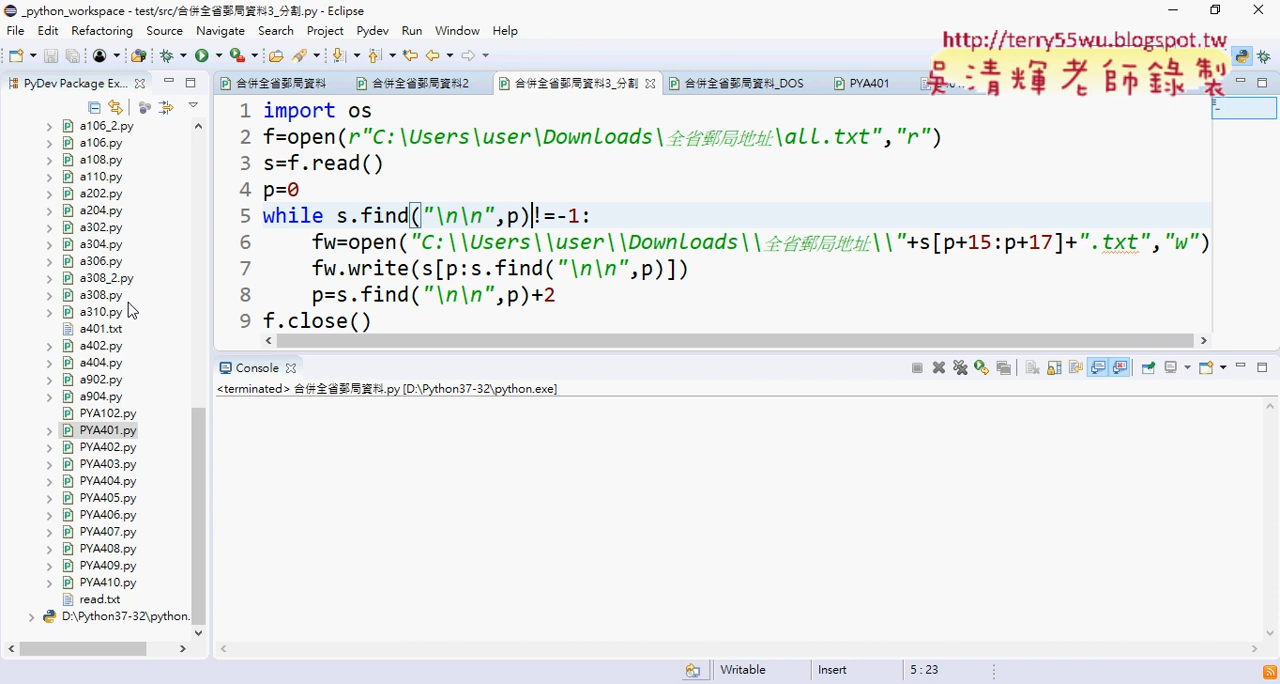 _python_workspace - test/src/合併全省郵局資料3_分割.py - Eclipse
File Edit Refactoring Source Navigate Search Project Pydev Run Window Help
http://terry55wu.blogspot.tw
吳清輝老師錄製
PyDev Package Ex...
合併全省郵局資料 合併全省郵局資料2 合併全省郵局資料3_分割 合併全省郵局資料_DOS PYA401
a106_2.py
a106.py
a108.py
a110.py
a202.py
a204.py
a302.py
a304.py
a306.py
a308_2.py
a308.py
a310.py
a401.txt
a402.py
a404.py
a902.py
a904.py
PYA102.py
PYA401.py
PYA402.py
PYA403.py
PYA404.py
PYA405.py
PYA406.py
PYA407.py
PYA408.py
PYA409.py
PYA410.py
read.txt
D:\Python37-32\python.
1 import os
2 f=open(r"C:\Users\user\Downloads\全省郵局地址\all.txt","r")
3 s=f.read()
4 p=0
5 while s.find("\n\n",p)!=-1:
6 fw=open("C:\\Users\\user\\Downloads\\全省郵局地址\\"+s[p+15:p+17]+".txt","w")
7 fw.write(s[p:s.find("\n\n",p)])
8 p=s.find("\n\n",p)+2
9 f.close()
Console
<terminated> 合併全省郵局資料.py [D:\Python37-32\python.exe]
Writable Insert 5 : 23